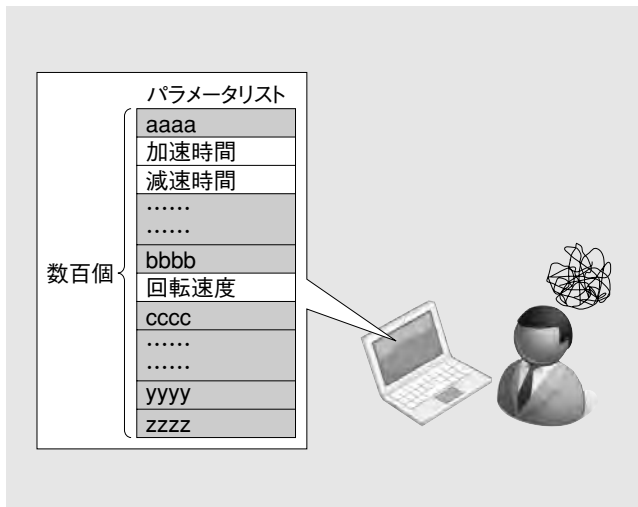 パラメータリスト
aaaa
加速時間
減速時間
……
……
bbbb
数百個
回転速度
cccc
……
……
yyyy
zzzz